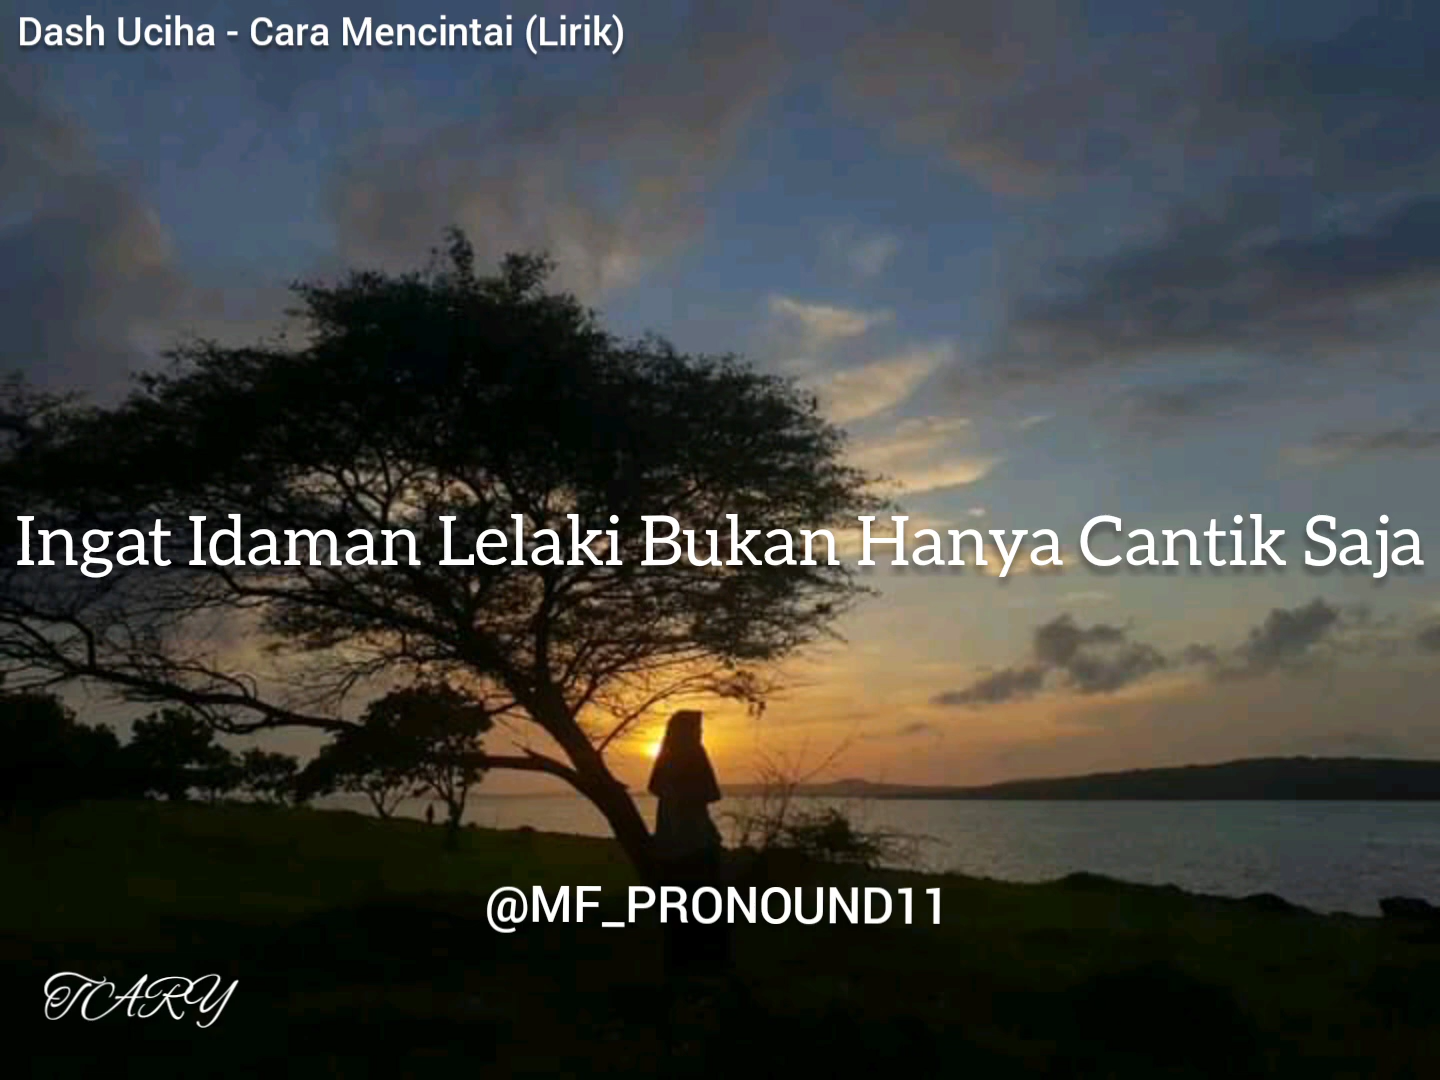 Dash Uciha - Cara Mencintai (Lirik)
Ingat Idaman Lelaki Bukan Hanya Cantik Saja
@MF_PRONOUND11
TARY